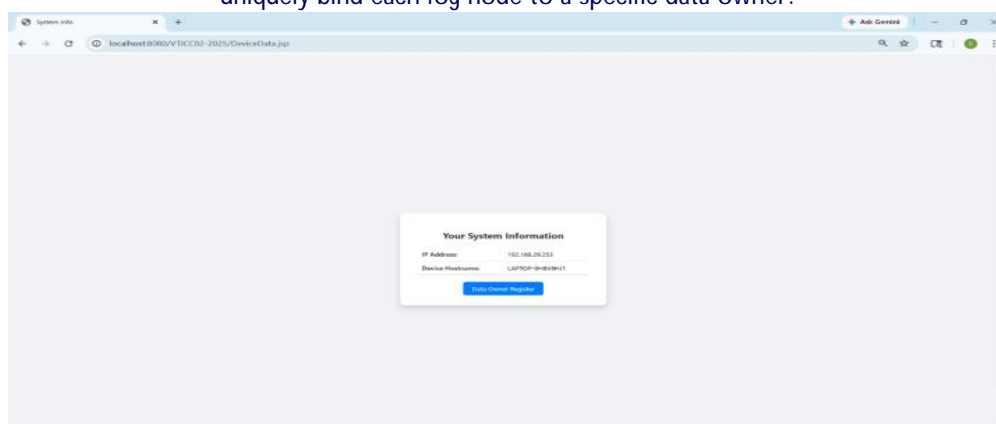 uniquely bind each log node to a specific data owner.
System Info
Ask Gemini
localhost:8080/VTDCC02-2025/DeviceData.jsp
Your System Information
IP Address: 192.168.29.253
Device Hostname:
Data Owner Register